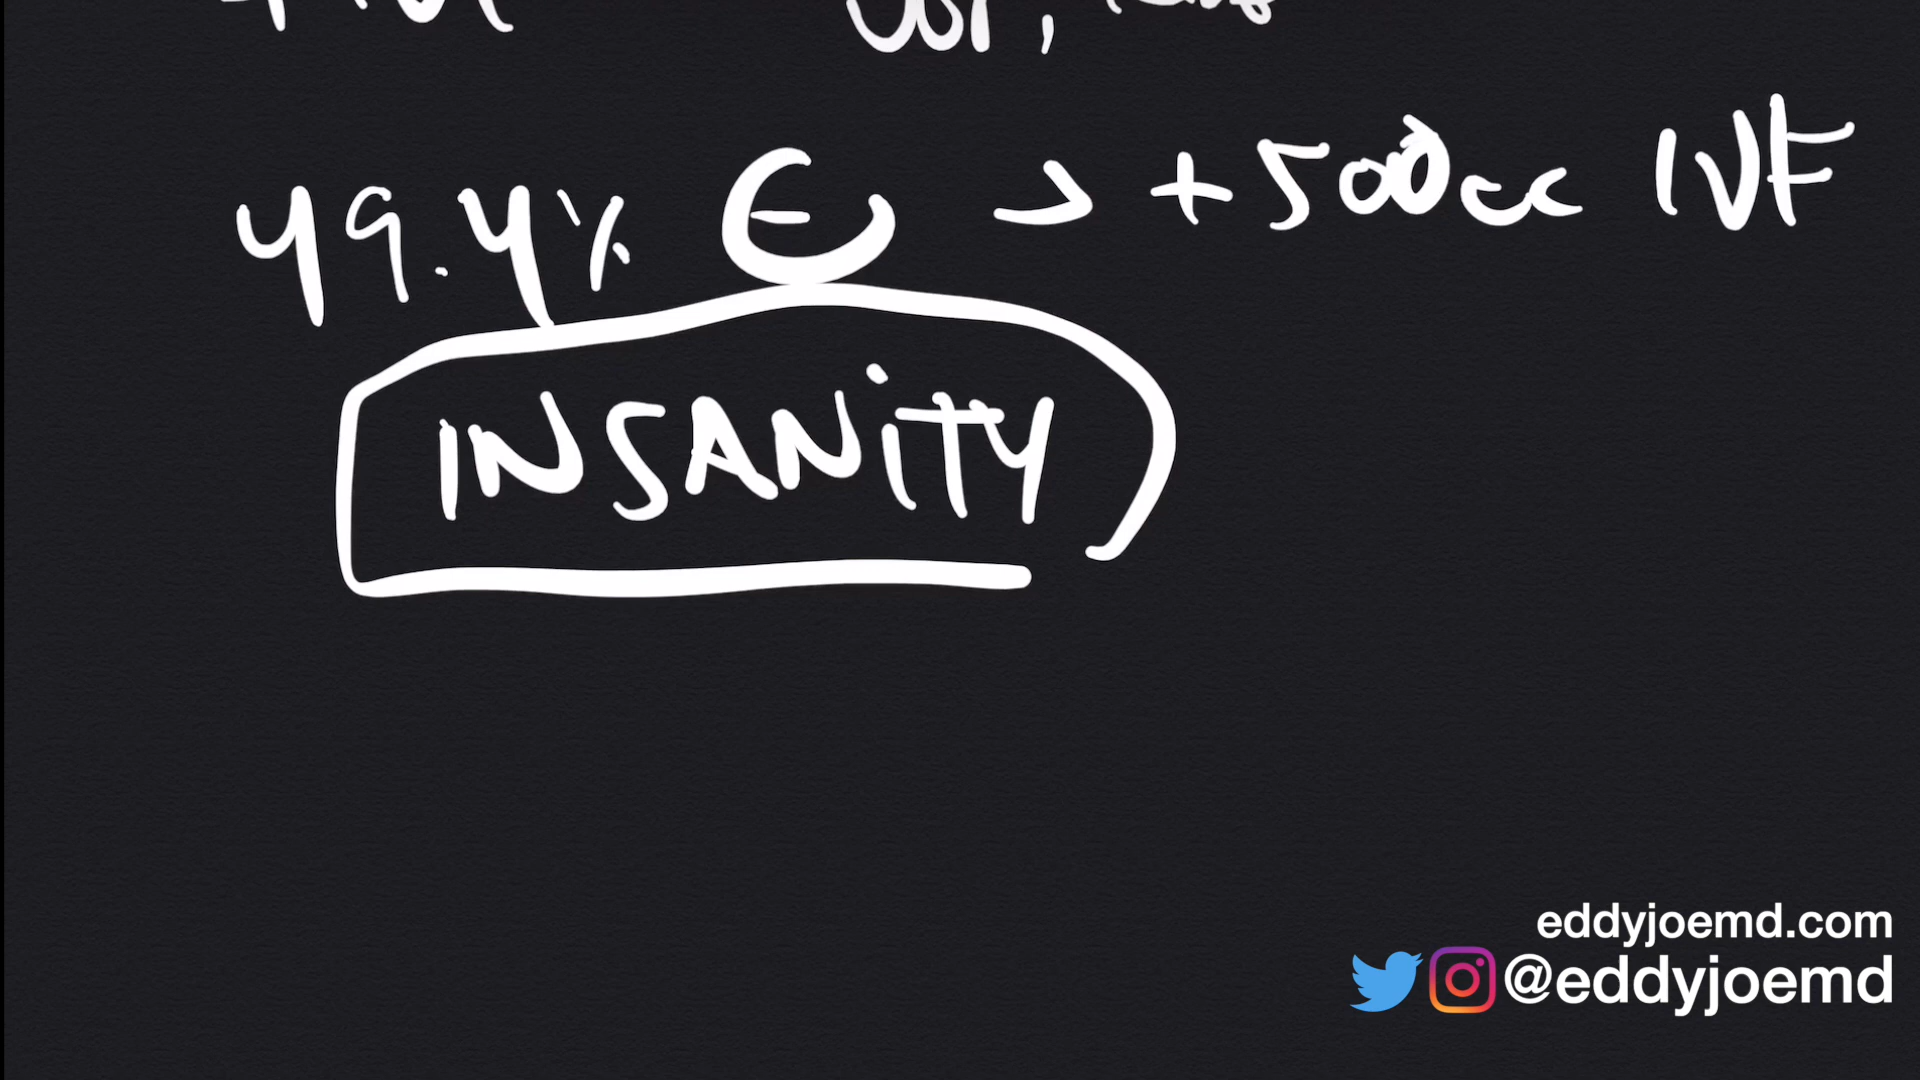 49.4% ⊖ → +500cc IVF
INSANiTY
eddyjoemd.com
@eddyjoemd